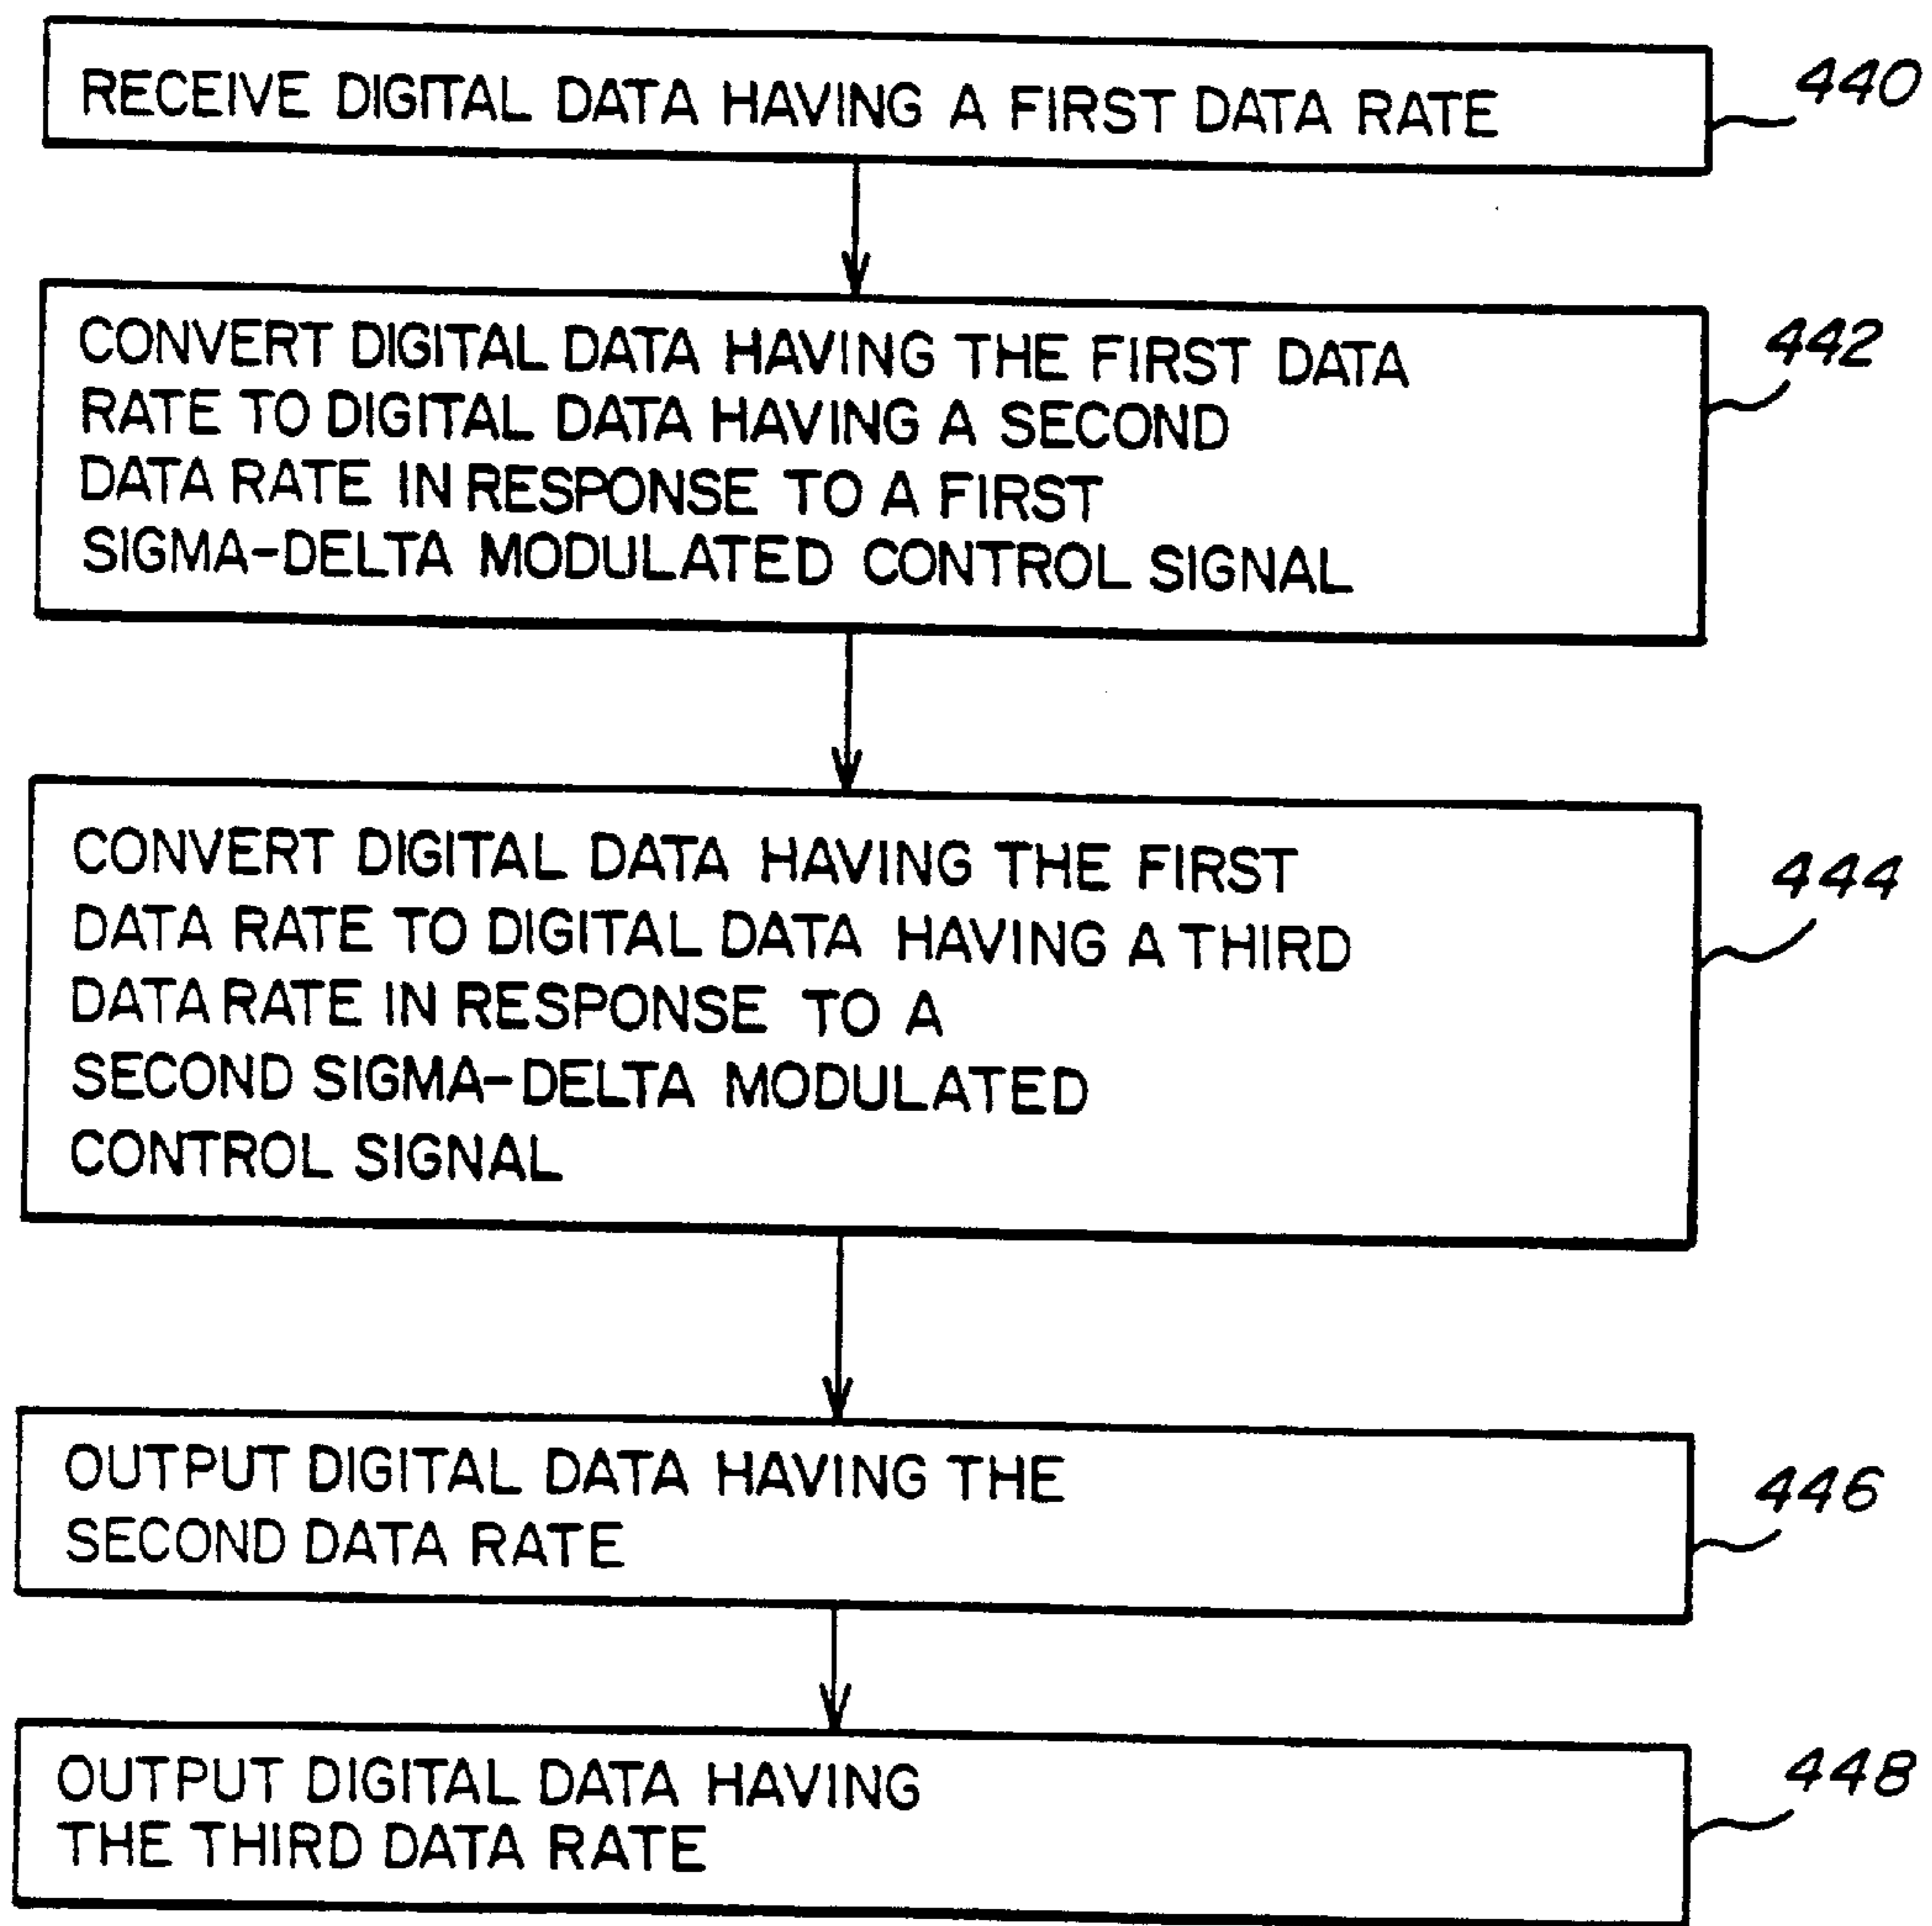 RECEIVE DIGITAL DATA HAVING A FIRST DATA RATE
440
CONVERT DIGITAL DATA HAVING THE FIRST DATA
RATE TO DIGITAL DATA HAVING A SECOND
DATA RATE IN RESPONSE TO A FIRST
SIGMA-DELTA MODULATED CONTROL SIGNAL
442
CONVERT DIGITAL DATA HAVING THE FIRST
DATA RATE TO DIGITAL DATA HAVING A THIRD
DATA RATE IN RESPONSE TO A
SECOND SIGMA-DELTA MODULATED
CONTROL SIGNAL
444
OUTPUT DIGITAL DATA HAVING THE
SECOND DATA RATE
446
OUTPUT DIGITAL DATA HAVING
THE THIRD DATA RATE
448